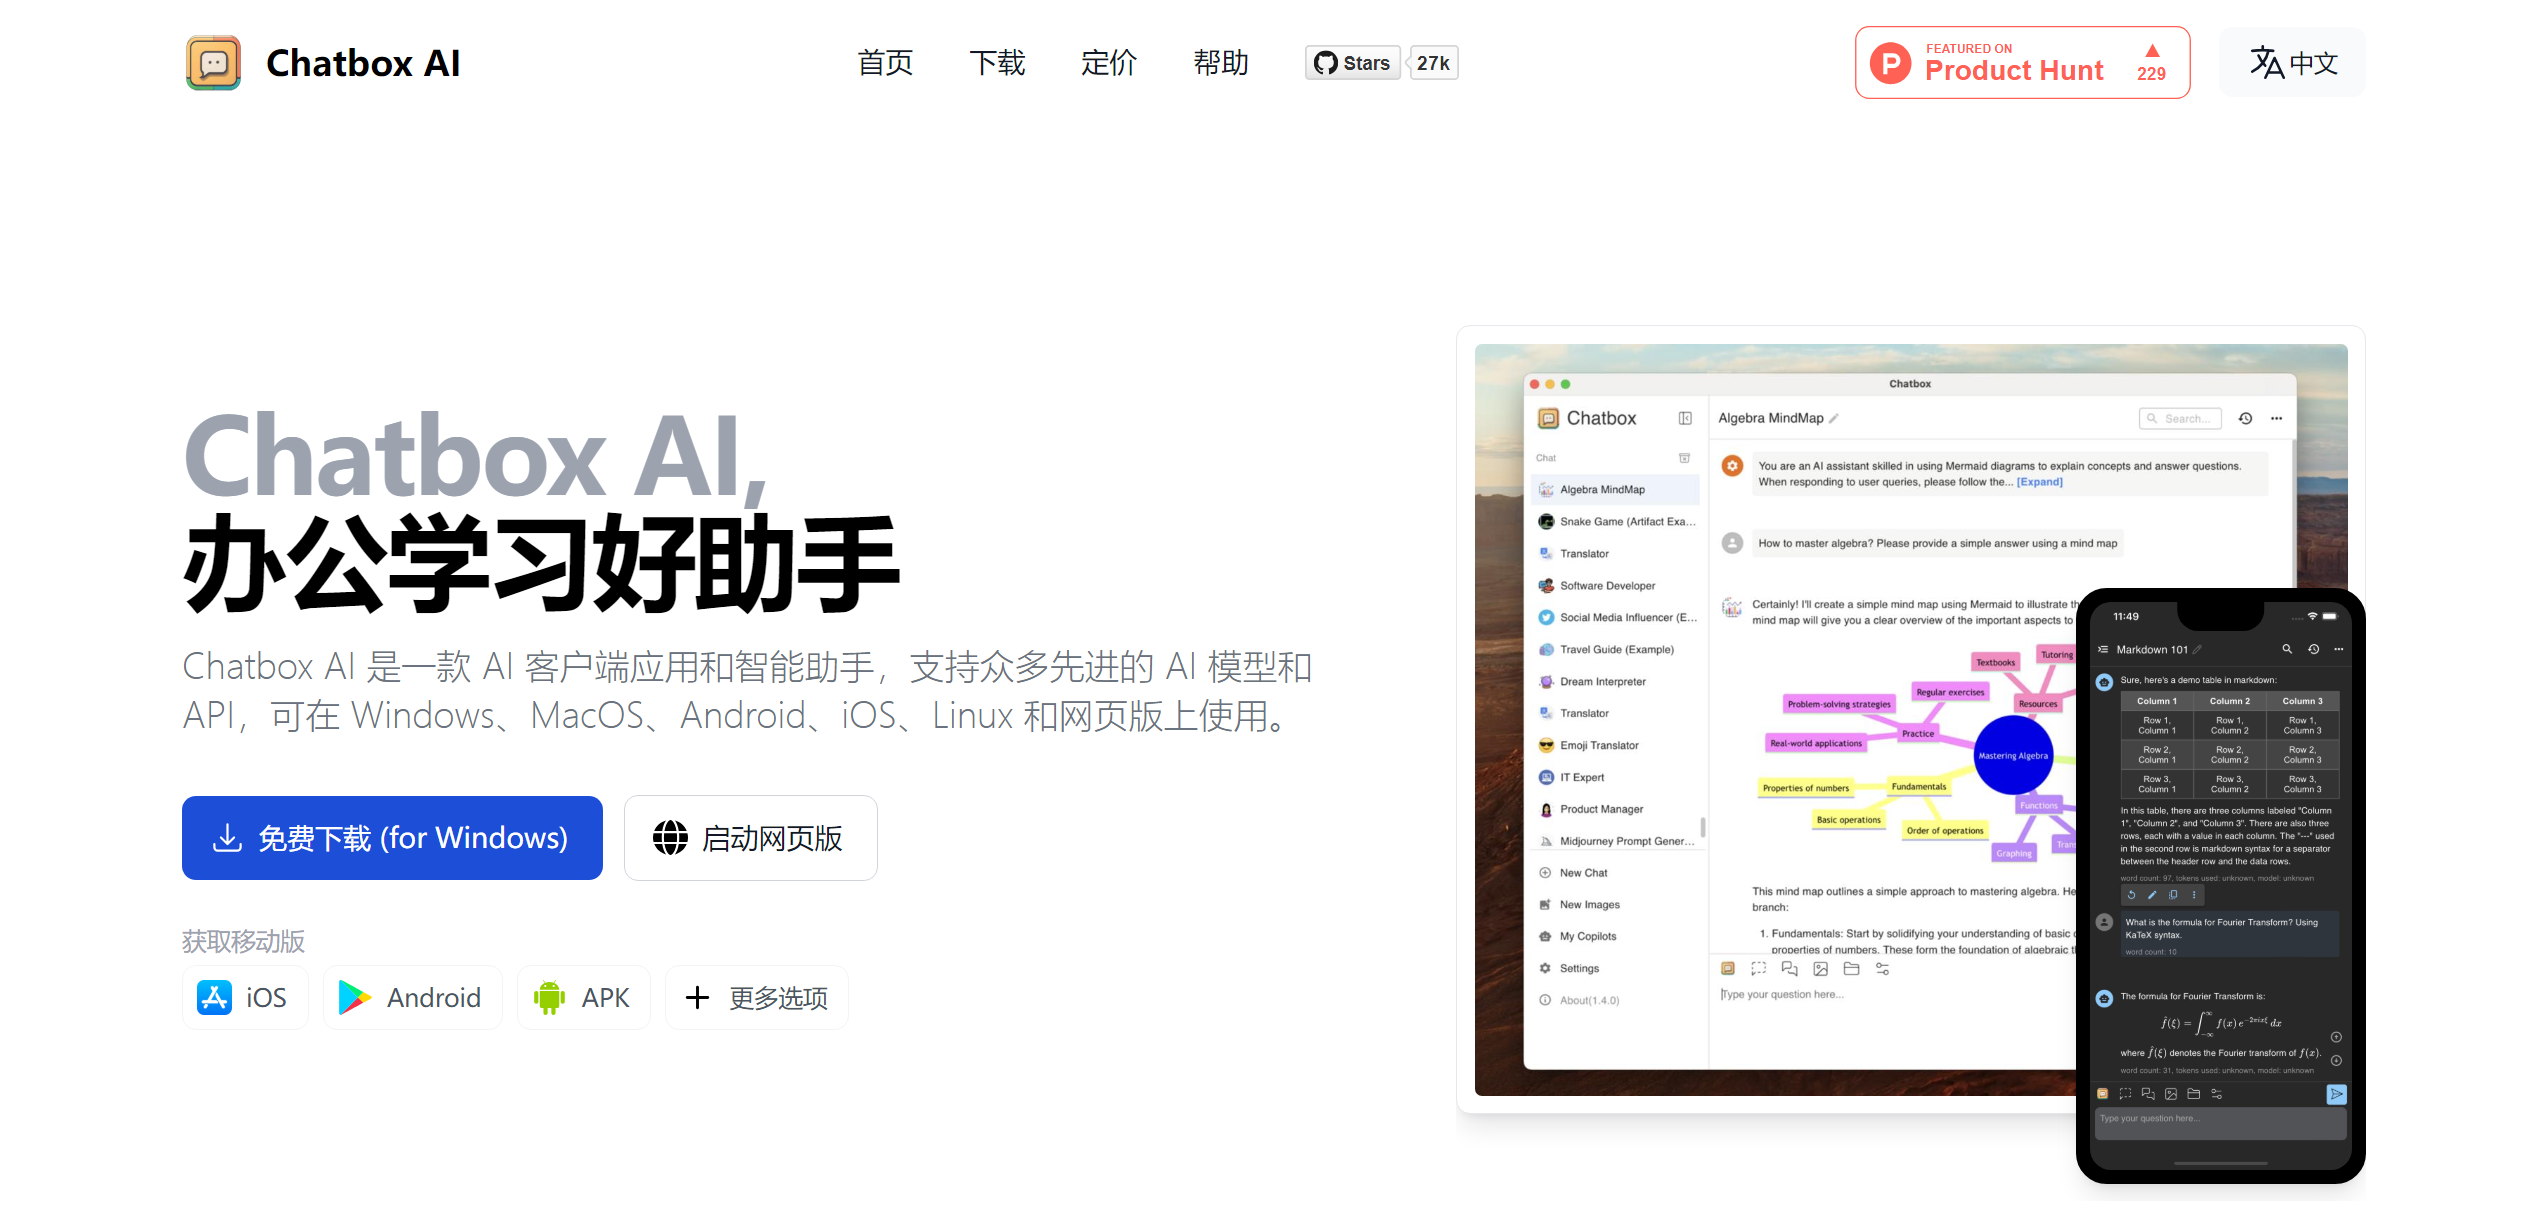 Chatbox AI
首页
下载
定价
帮助
Stars
27k
FEATURED ON
Product Hunt
229
中文
Chatbox AI,
办公学习好助手
Chatbox AI 是一款 AI 客户端应用和智能助手，支持众多先进的 AI 模型和
API，可在 Windows、MacOS、Android、iOS、Linux 和网页版上使用。
免费下载 (for Windows)
启动网页版
获取移动版
iOS
Android
APK
更多选项
Chatbox
Chatbox
Chat
Algebra MindMap
Snake Game (Artifact Exa...
Translator
Software Developer
Social Media Influencer (E...
Travel Guide (Example)
Dream Interpreter
Translator
Emoji Translator
IT Expert
Product Manager
Midjourney Prompt Gener...
New Chat
New Images
My Copilots
Settings
About(1.4.0)
Algebra MindMap
Search...
You are an AI assistant skilled in using Mermaid diagrams to explain concepts and answer questions.
When responding to user queries, please follow the... [Expand]
How to master algebra? Please provide a simple answer using a mind map
Certainly! I'll create a simple mind map using Mermaid to illustrate th
mind map will give you a clear overview of the important aspects to
Textbooks
Tutoring
Regular exercises
Problem-solving strategies
Resources
Practice
Real-world applications
Mastering Algebra
Properties of numbers
Fundamentals
Functions
Basic operations
Order of operations
Graphing
Tran
This mind map outlines a simple approach to mastering algebra. He
branch:
1. Fundamentals: Start by solidifying your understanding of basic
properties of numbers. These form the foundation of algebraic th
Type your question here...
11:49
Markdown 101
Sure, here's a demo table in markdown:
Column 1 Column 2 Column 3
Row 1, Row 1, Row 1,
Column 1 Column 2 Column 3
Row 2, Row 2, Row 2,
Column 1 Column 2 Column 3
Row 3, Row 3, Row 3,
Column 1 Column 2 Column 3
In this table, there are three columns labeled "Column
1", "Column 2", and "Column 3". There are also three
rows, each with a value in each column. The "---" used
in the second row is markdown syntax for a separator
between the header row and the data rows.
word count: 97, tokens used: unknown, model: unknown
What is the formula for Fourier Transform? Using
KaTeX syntax.
word count: 10
The formula for Fourier Transform is:
f̂(ξ) = ∫_{-∞}^{∞} f(x) e^{-2πixξ} dx
where f̂(ξ) denotes the Fourier transform of f(x).
word count: 31, tokens used: unknown, model: unknown
Type your question here...